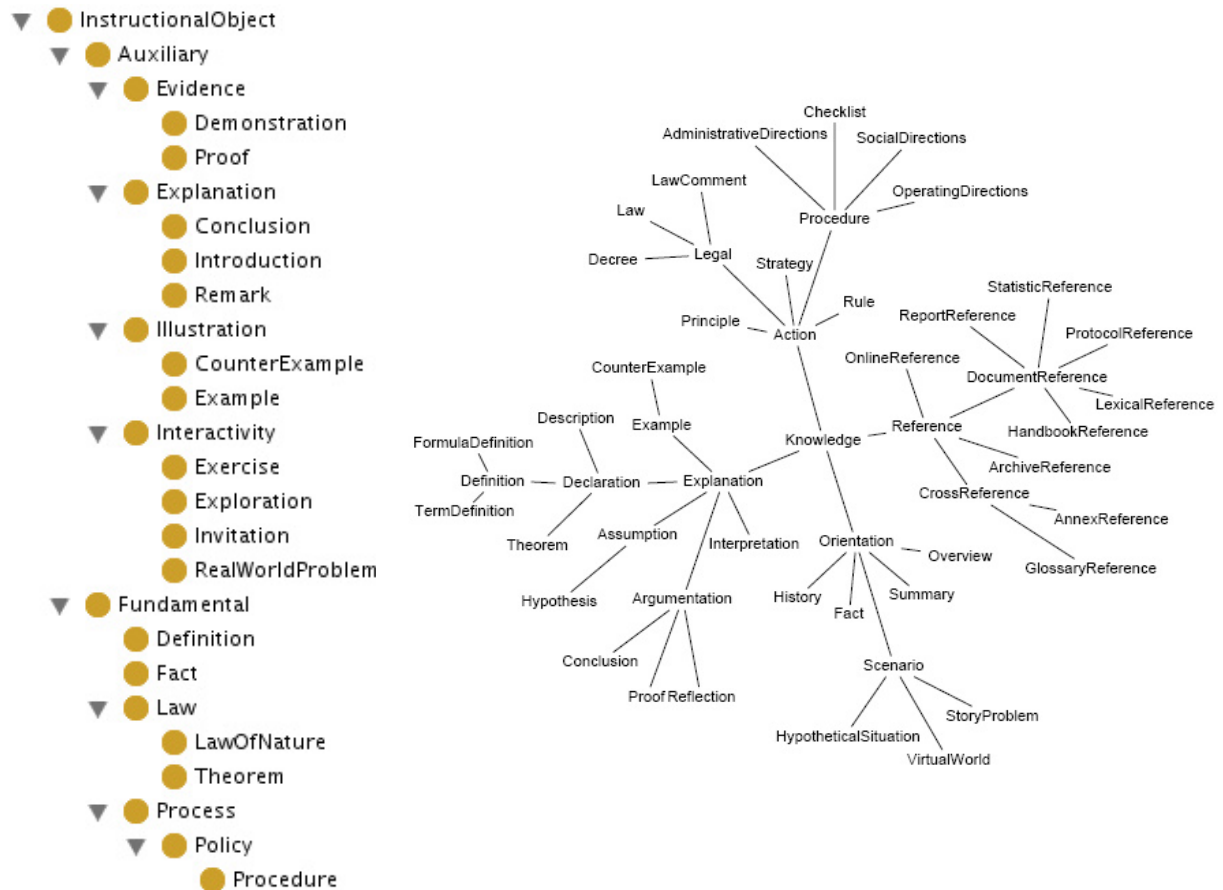 InstructionalObject
Auxiliary
Evidence
Demonstration
Proof
Explanation
Conclusion
Introduction
Remark
Illustration
CounterExample
Example
Interactivity
Exercise
Exploration
Invitation
RealWorldProblem
Fundamental
Definition
Fact
Law
LawOfNature
Theorem
Process
Policy
Procedure
Checklist
AdministrativeDirections
SocialDirections
LawComment
OperatingDirections
Law
Procedure
Decree
Legal
Strategy
StatisticReference
Principle
Rule
ReportReference
Action
ProtocolReference
OnlineReference
CounterExample
DocumentReference
LexicalReference
Description
Example
Reference
HandbookReference
FormulaDefinition
Knowledge
ArchiveReference
Definition
Declaration
Explanation
CrossReference
TermDefinition
AnnexReference
Theorem
Assumption
Interpretation
Orientation
Overview
GlossaryReference
Hypothesis
Argumentation
History
Fact
Summary
Conclusion
Scenario
Proof
Reflection
StoryProblem
HypotheticalSituation
VirtualWorld